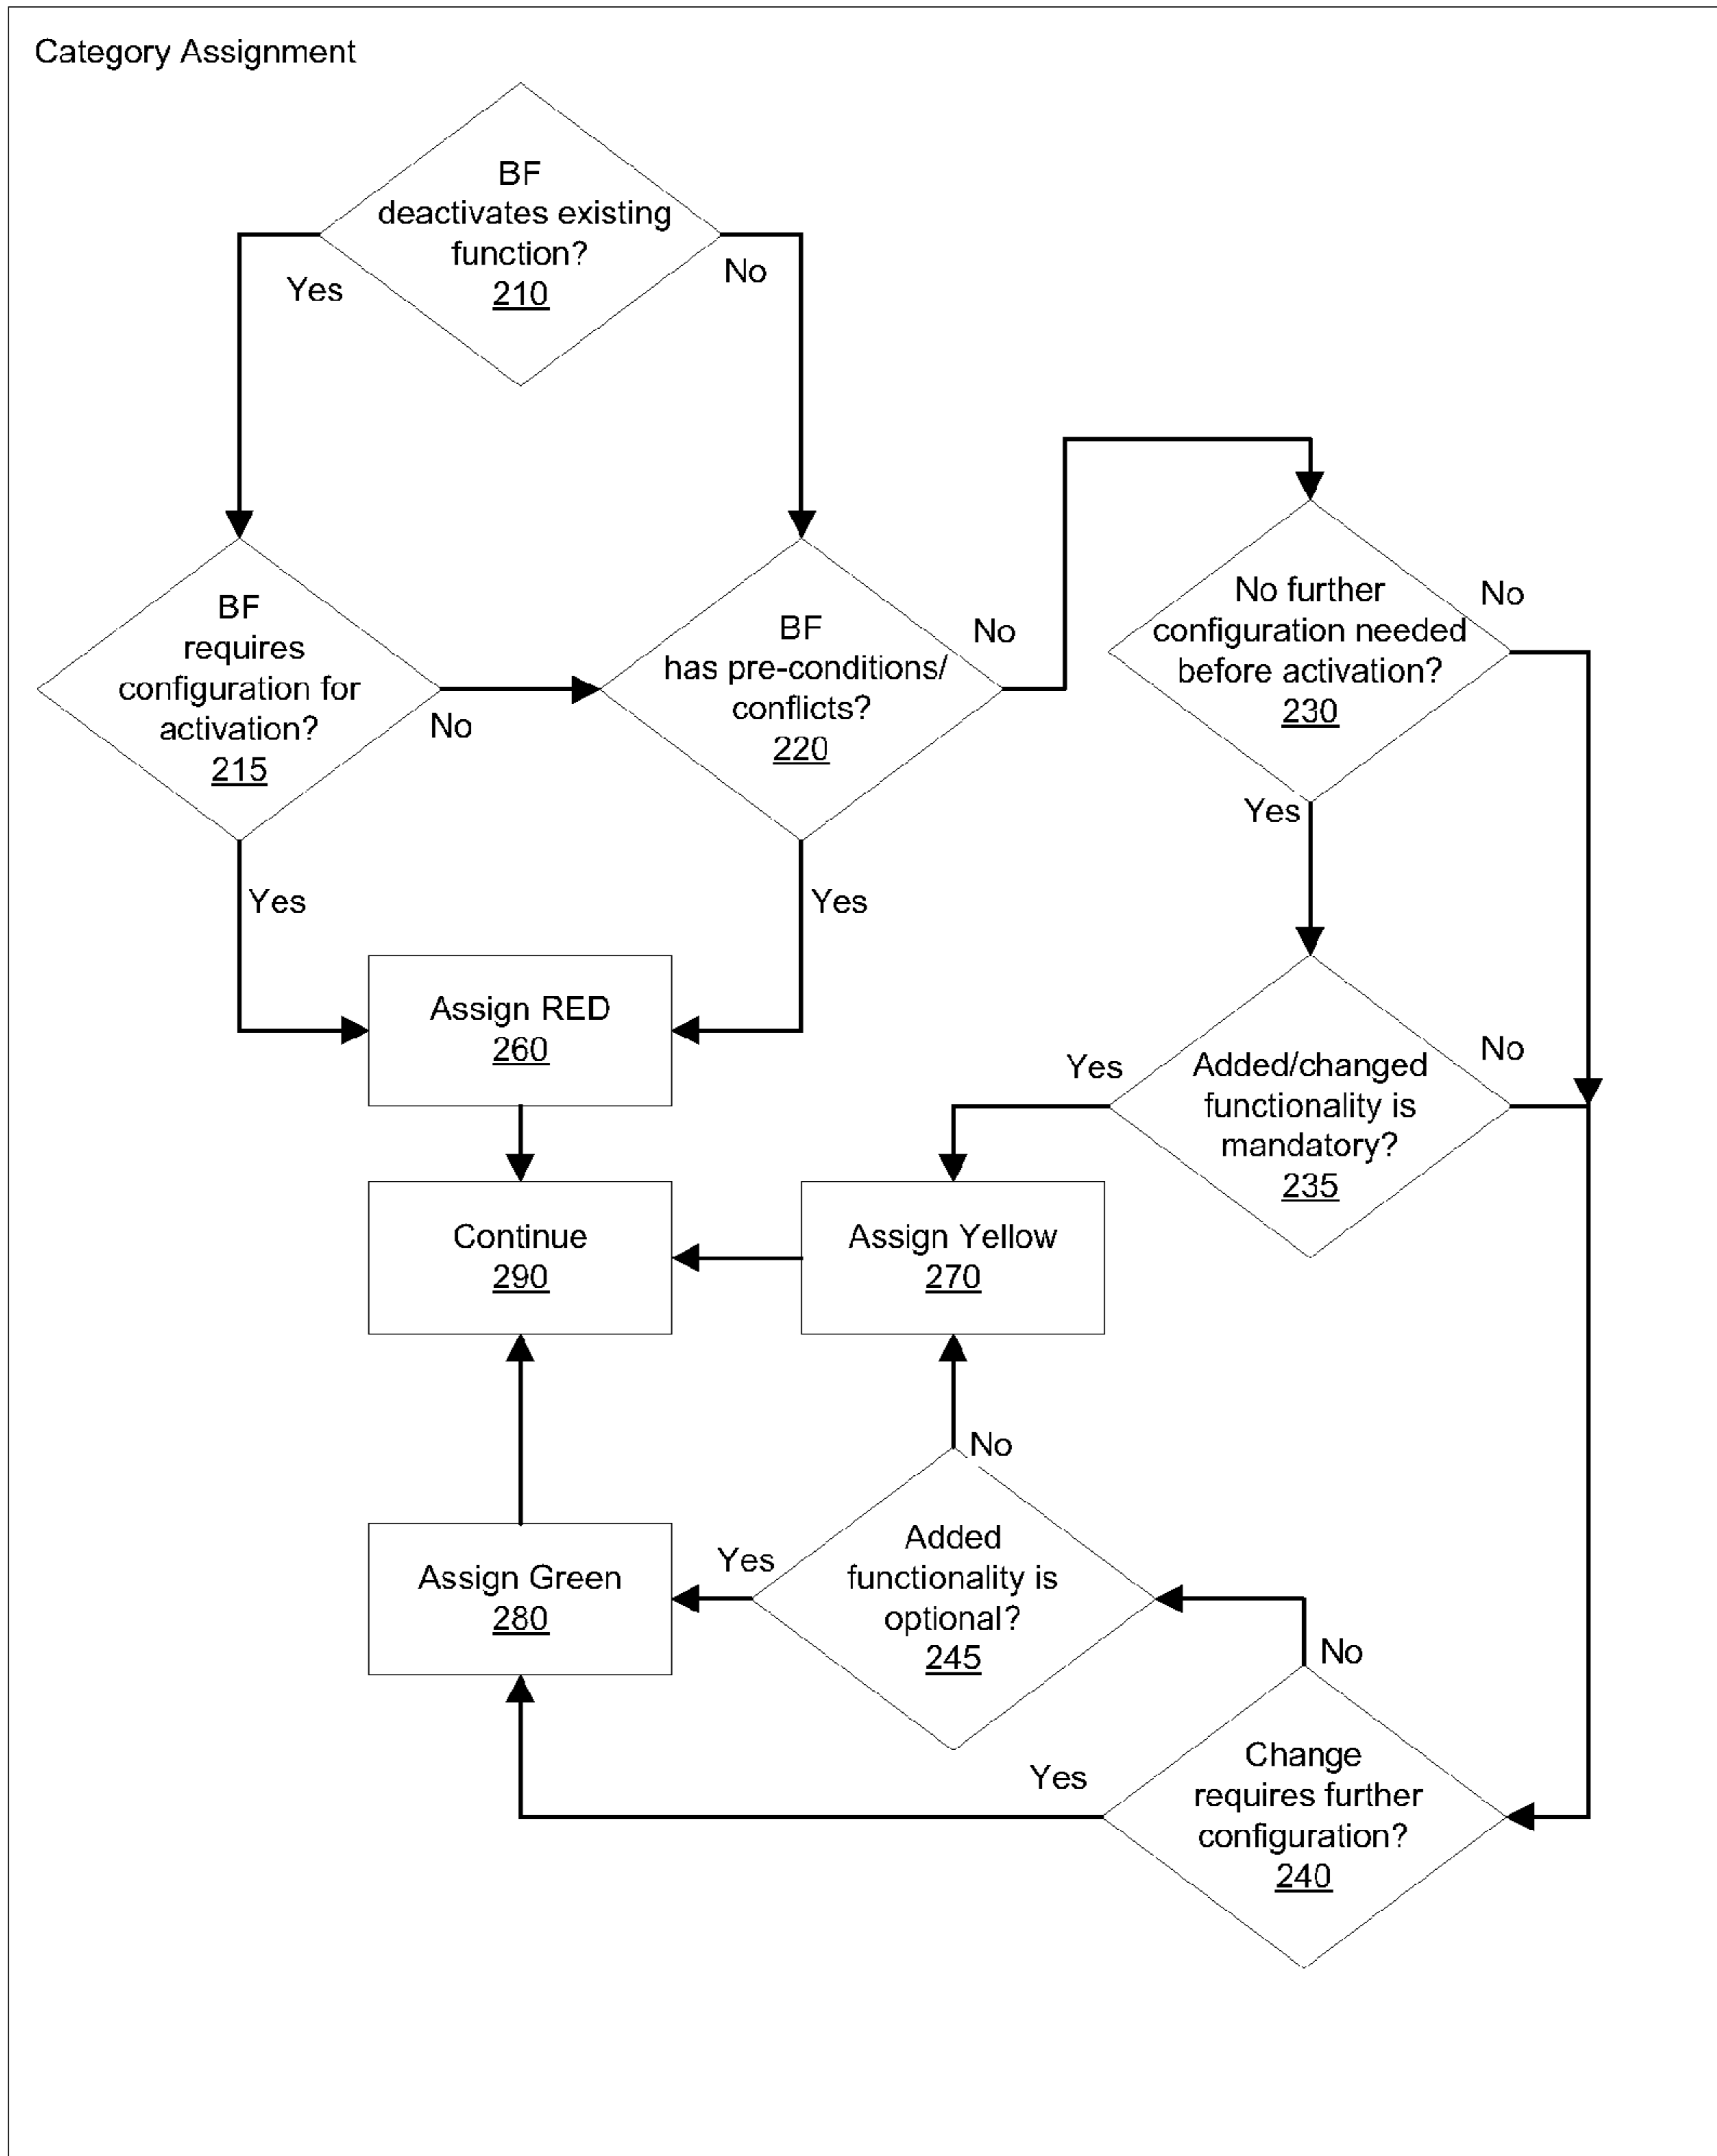 Category Assignment
BF
deactivates existing
function?
210
Yes
No
BF
requires
configuration for
activation?
215
No
Yes
BF
has pre-conditions/
conflicts?
220
No
Yes
No further
configuration needed
before activation?
230
No
Yes
Assign RED
260
Added/changed
functionality is
mandatory?
235
Yes
No
Continue
290
Assign Yellow
270
No
Added
functionality is
optional?
245
Yes
Assign Green
280
No
Change
requires further
configuration?
240
Yes